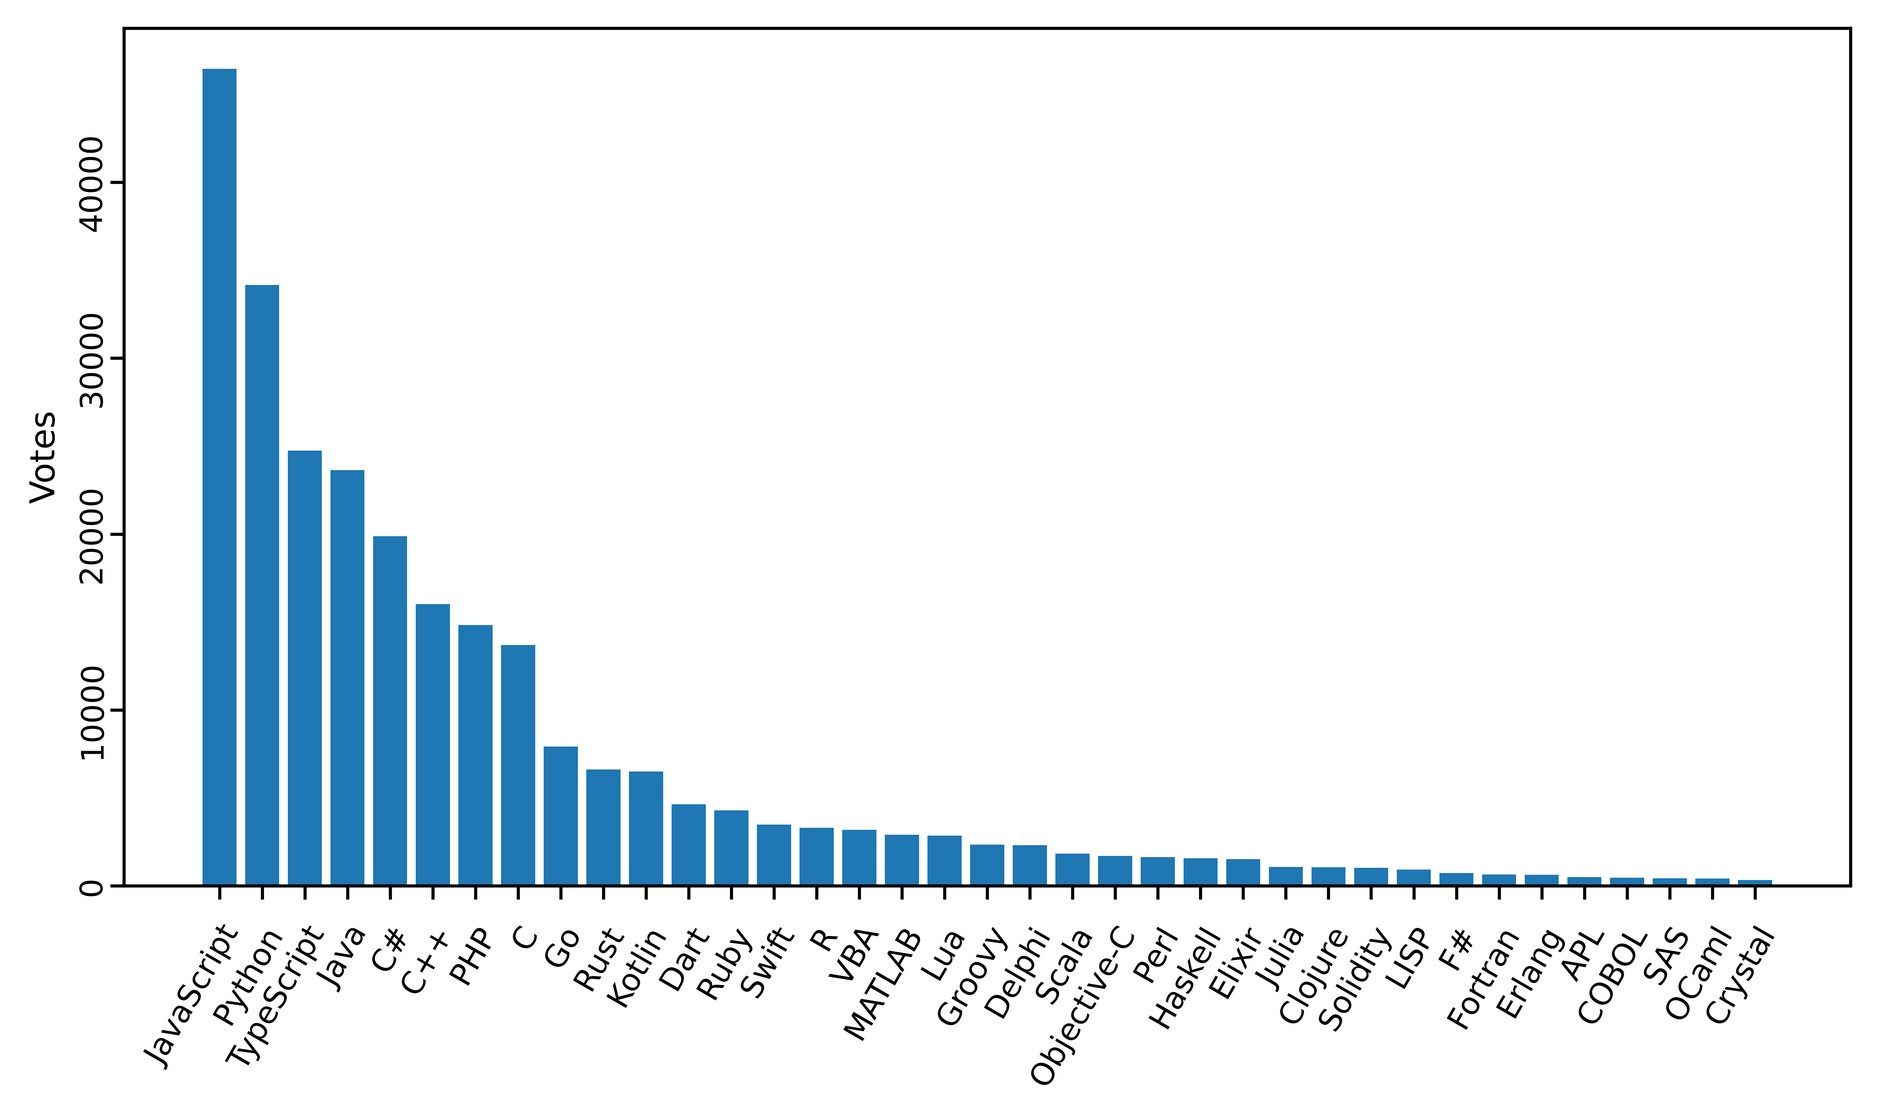 Votes
40000
30000
20000
10000
0
JavaScript
Python
TypeScript
Java
C#
C++
PHP
C
Go
Rust
Kotlin
Dart
Ruby
Swift
R
VBA
MATLAB
Lua
Groovy
Delphi
Scala
Objective-C
Perl
Haskell
Elixir
Julia
Clojure
Solidity
LISP
F#
Fortran
Erlang
APL
COBOL
SAS
OCaml
Crystal